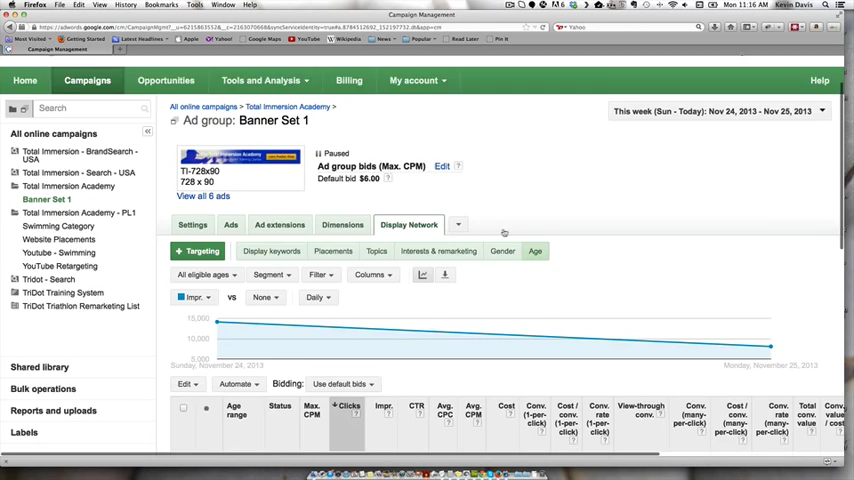 History Bookmarks Tools Window Help
Mon 11:16 AM Kevin Davis
Campaign Management
Yahoo
Most Visited Getting Started Latest Headlines Apple Yahoo! Google Maps YouTube Wikipedia News Popular Read Later Pin It
Campaign Management
Home Campaigns Opportunities Tools and Analysis Billing My account Help
Search
All online campaigns > Total Immersion Academy >
Ad group: Banner Set 1
This week (Sun - Today): Nov 24, 2013 - Nov 25, 2013
All online campaigns
Total Immersion - BrandSearch - USA
Total Immersion - Search - USA
Total Immersion Academy
Banner Set 1
Total Immersion Academy - PL1
Swimming Category
Website Placements
Youtube - Swimming
YouTube Retargeting
Tridot - Search
TriDot Training System
TriDot Triathlon Remarketing List
Shared library
Bulk operations
Reports and uploads
Labels
TI-728x90
728 x 90
View all 6 ads
Paused
Ad group bids (Max. CPM) Edit ?
Default bid $6.00 ?
Settings Ads Ad extensions Dimensions Display Network
+ Targeting Display keywords Placements Topics Interests & remarketing Gender Age
All eligible ages Segment Filter Columns
Impr. VS None Daily
15,000
10,000
5,000
Sunday, November 24, 2013 Monday, November 25, 2013
Edit Automate Bidding: Use default bids
Age range
Status
Max. CPM
Clicks ?
Impr. ?
CTR ?
Avg. CPC ?
Avg. CPM ?
Cost ?
Conv. (1-per-click) ?
Cost / conv. (1-per-click) ?
Conv. rate (1-per-click) ?
View-through conv. ?
Conv. (many-per-click) ?
Cost / conv. (many-per-click) ?
Conv. rate (many-per-click) ?
Total conv. value ?
Conv. value / cost ?